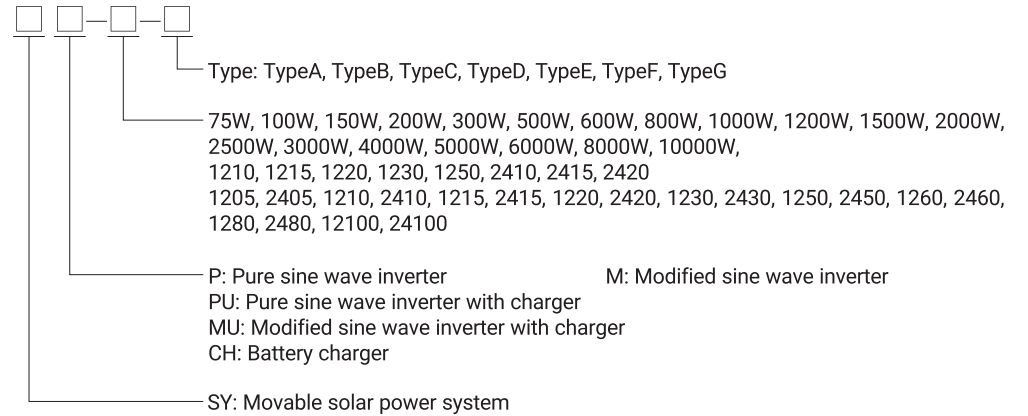 Type: TypeA, TypeB, TypeC, TypeD, TypeE, TypeF, TypeG
75W, 100W, 150W, 200W, 300W, 500W, 600W, 800W, 1000W, 1200W, 1500W, 2000W,
2500W, 3000W, 4000W, 5000W, 6000W, 8000W, 10000W,
1210, 1215, 1220, 1230, 1250, 2410, 2415, 2420
1205, 2405, 1210, 2410, 1215, 2415, 1220, 2420, 1230, 2430, 1250, 2450, 1260, 2460,
1280, 2480, 12100, 24100
P: Pure sine wave inverter M: Modified sine wave inverter
PU: Pure sine wave inverter with charger
MU: Modified sine wave inverter with charger
CH: Battery charger
SY: Movable solar power system